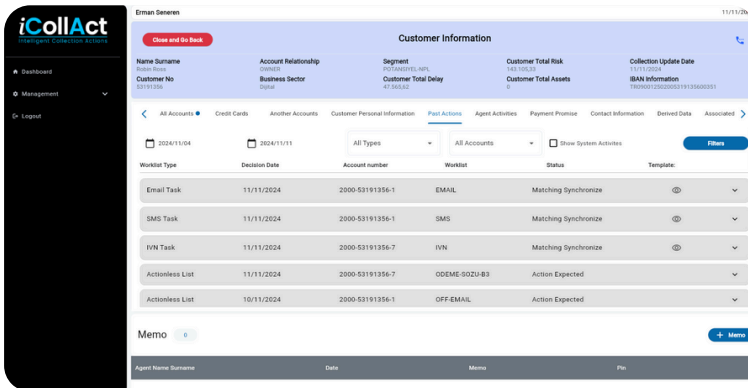 iCollAct
Intelligent Collection Actions
Dashboard
Management
Logout
Erman Seneren
Close and Go Back
Customer Information
Name Surname
Robin Rose
Customer No
53191356
Account Relationship
OWNER
Business Sector
Dijital
Segment
POTANSIYEL-NPL
Customer Total Delay
47.563,62
Customer Total Risk
143.105,33
Customer Total Assets
0
Collection Update Date
11/11/2024
IBAN Information
All Accounts
Credit Cards
Another Accounts
Customer Personal Information
Past Actions
Agent Activities
Payment Promise
Contact Information
Derived Data
Associated
2024/11/04
2024/11/11
All Types
All Accounts
Show System Activites
Filters
Worklist Type Decision Date Account number Worklist Status Template:
Email Task 11/11/2024 2000-53191356-1 EMAIL Matching Synchronize
SMS Task 11/11/2024 2000-53191356-1 SMS Matching Synchronize
IVN Task 11/11/2024 2000-53191356-7 IVN Matching Synchronize
Actionless List 11/11/2024 2000-53191356-7 ODEME-SOZU-B3 Action Expected
Actionless List 10/11/2024 2000-53191356-1 OFF-EMAIL Action Expected
Memo 0
+ Memo
Agent Name Surname Date Memo Pin